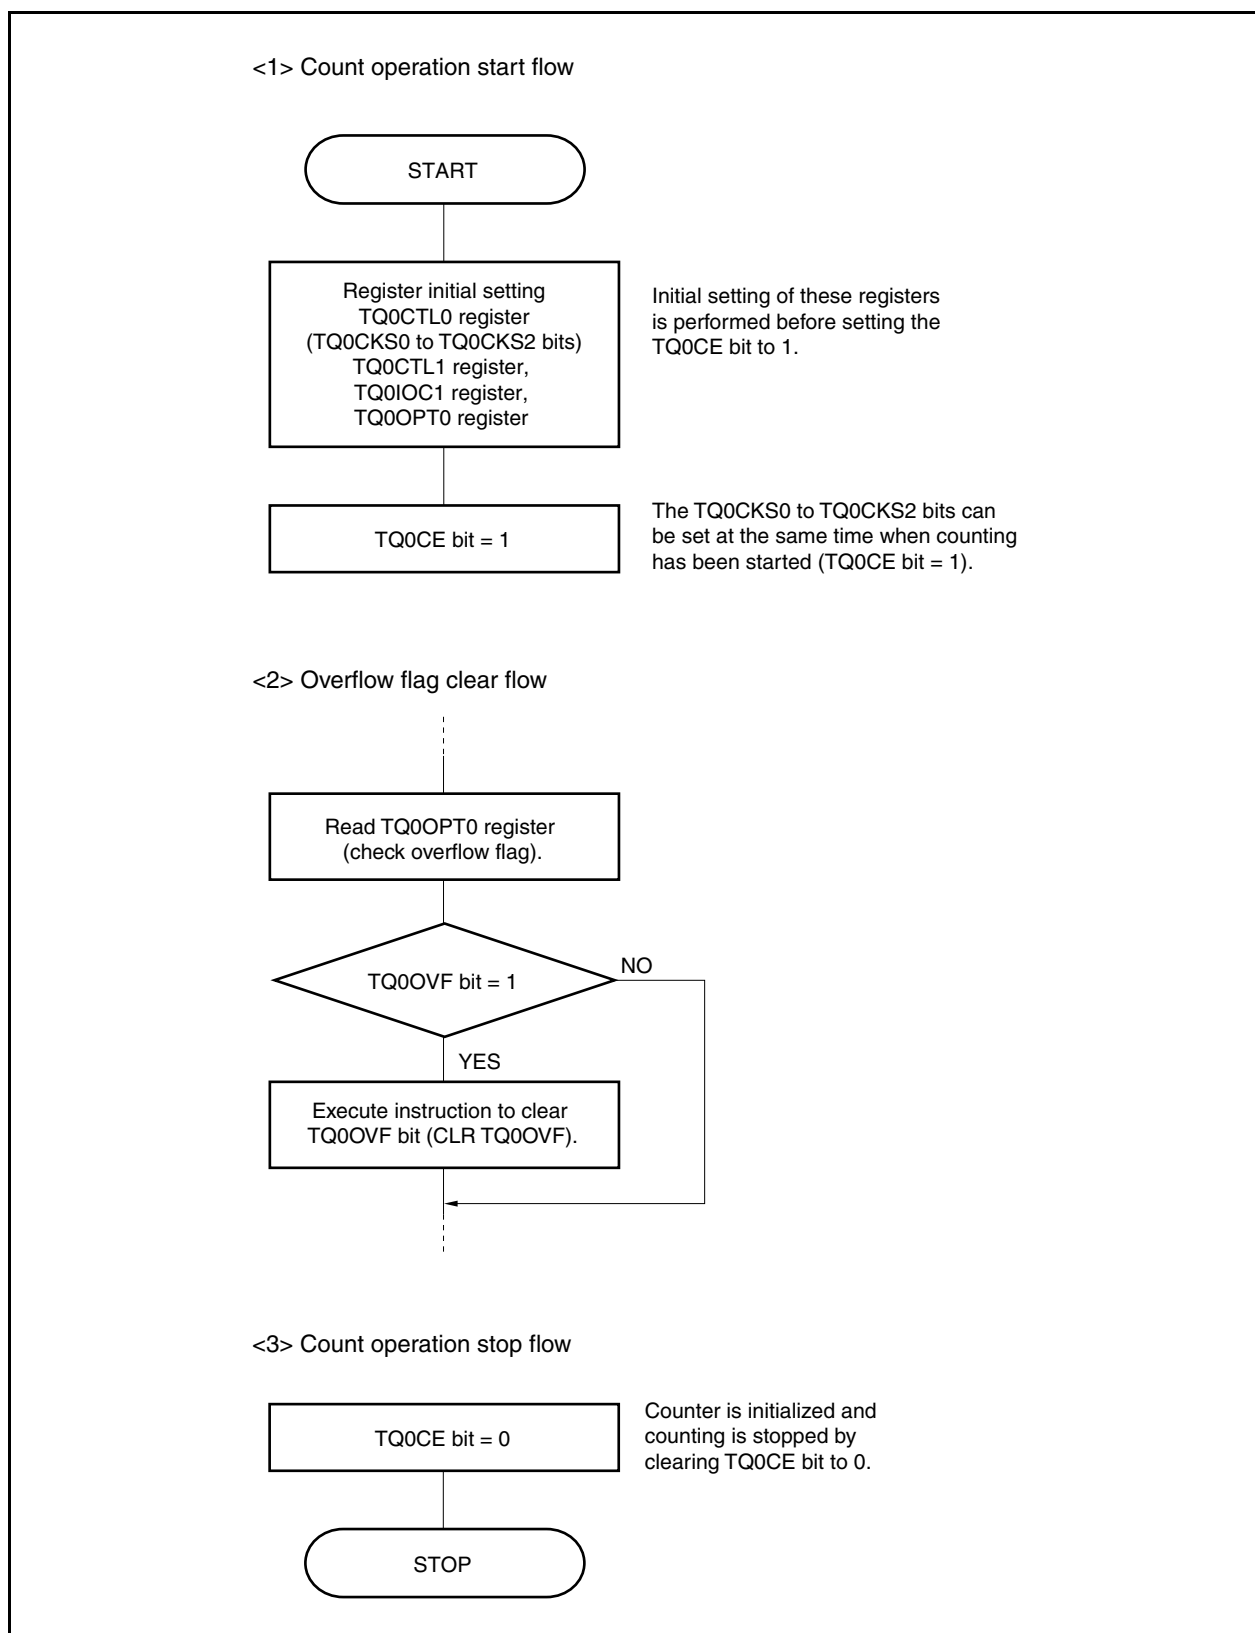 <1> Count operation start flow
START
Register initial setting
TQ0CTL0 register
(TQ0CKS0 to TQ0CKS2 bits)
TQ0CTL1 register,
TQ0IOC1 register,
TQ0OPT0 register
Initial setting of these registers
is performed before setting the
TQ0CE bit to 1.
TQ0CE bit = 1
The TQ0CKS0 to TQ0CKS2 bits can
be set at the same time when counting
has been started (TQ0CE bit = 1).
<2> Overflow flag clear flow
Read TQ0OPT0 register
(check overflow flag).
TQ0OVF bit = 1
NO
YES
Execute instruction to clear
TQ0OVF bit (CLR TQ0OVF).
<3> Count operation stop flow
TQ0CE bit = 0
Counter is initialized and
counting is stopped by
clearing TQ0CE bit to 0.
STOP